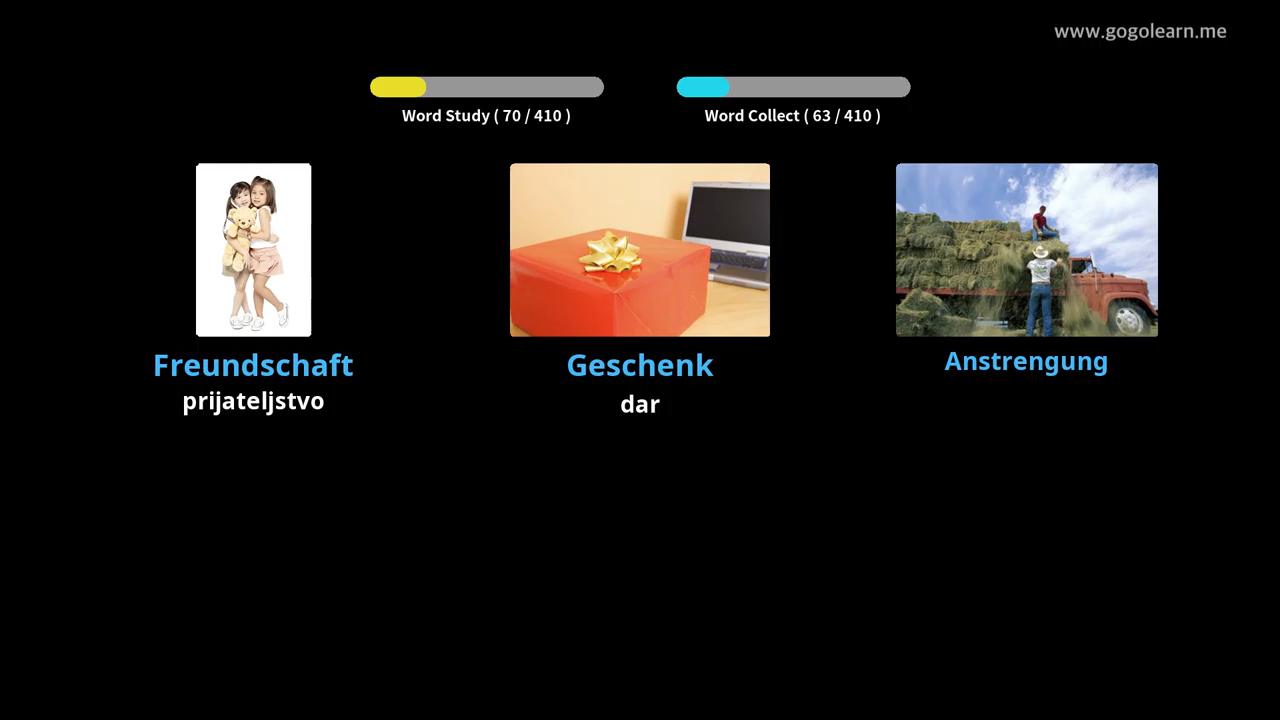 www.gogolearn.me
Word Study ( 70 / 410 )
Word Collect ( 63 / 410 )
Freundschaft
prijateljstvo
Geschenk
dar
Anstrengung